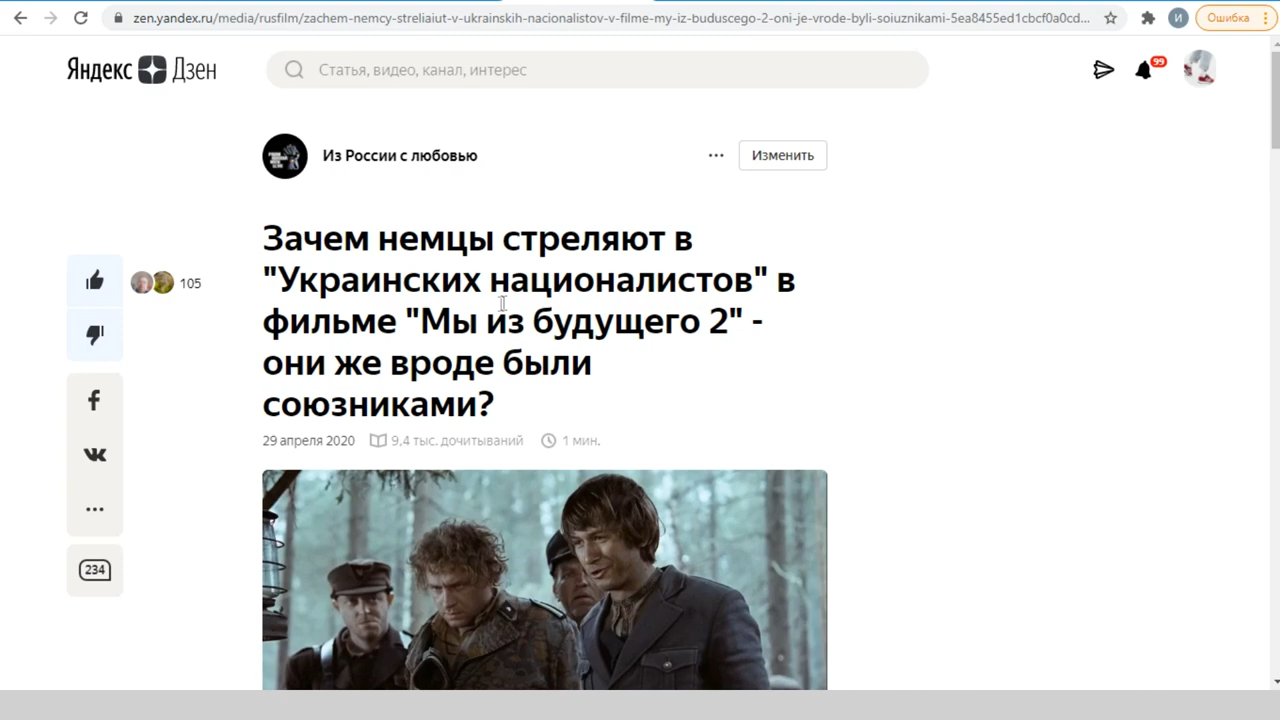 zen.yandex.ru/media/rusfilm/zachem-nemcy-streliaiut-v-ukrainskih-nacionalistov-v-filme-my-iz-buduscego-2-oni-je-vrode-byli-soiuznikami-5ea8455ed1cbcf0a0cd...
И
Ошибка
Яндекс Дзен
Статья, видео, канал, интерес
99
Из России с любовью
Изменить
Зачем немцы стреляют в
"Украинских националистов" в
фильме "Мы из будущего 2" -
они же вроде были
союзниками?
105
29 апреля 2020
9,4 тыс. дочитываний
1 мин.
234